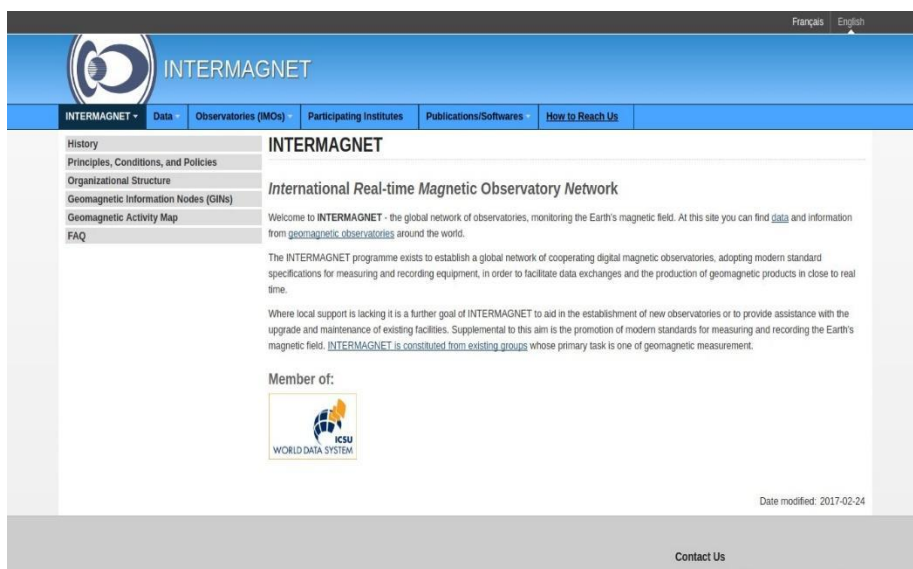 Français English
INTERMAGNET
INTERMAGNET Data Observatories (IMOs) Participating Institutes Publications/Softwares How to Reach Us
History
Principles, Conditions, and Policies
Organizational Structure
Geomagnetic Information Nodes (GINs)
Geomagnetic Activity Map
FAQ
INTERMAGNET
International Real-time Magnetic Observatory Network
Welcome to INTERMAGNET - the global network of observatories, monitoring the Earth's magnetic field. At this site you can find data and information
from geomagnetic observatories around the world.
The INTERMAGNET programme exists to establish a global network of cooperating digital magnetic observatories, adopting modern standard
specifications for measuring and recording equipment, in order to facilitate data exchanges and the production of geomagnetic products in close to real
time.
Where local support is lacking it is a further goal of INTERMAGNET to aid in the establishment of new observatories or to provide assistance with the
upgrade and maintenance of existing facilities. Supplemental to this aim is the promotion of modern standards for measuring and recording the Earth's
magnetic field. INTERMAGNET is constituted from existing groups whose primary task is one of geomagnetic measurement.
Member of:
ICSU
WORLD DATA SYSTEM
Date modified: 2017-02-24
Contact Us